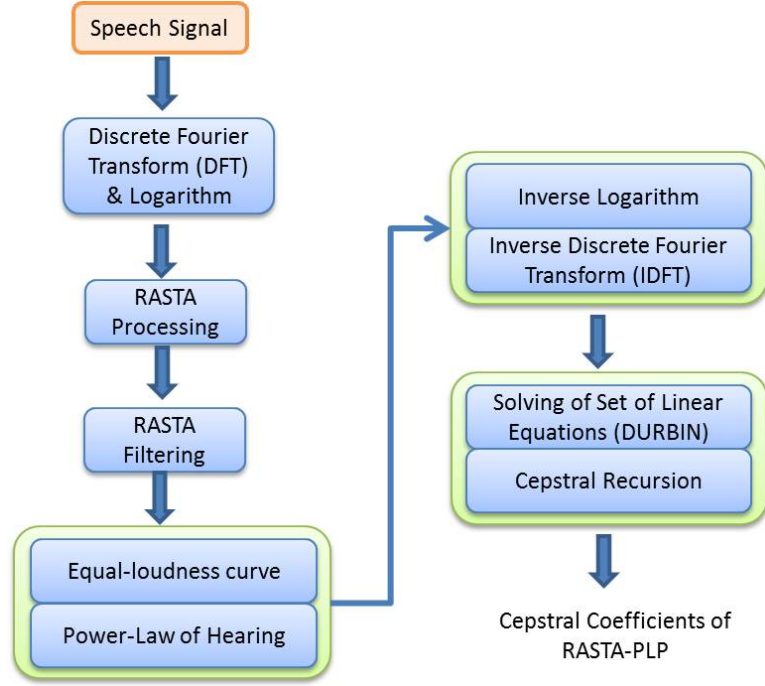 Speech Signal
Discrete Fourier
Transform (DFT)
& Logarithm
RASTA
Processing
RASTA
Filtering
Equal-loudness curve
Power-Law of Hearing
Inverse Logarithm
Inverse Discrete Fourier
Transform (IDFT)
Solving of Set of Linear
Equations (DURBIN)
Cepstral Recursion
Cepstral Coefficients of
RASTA-PLP